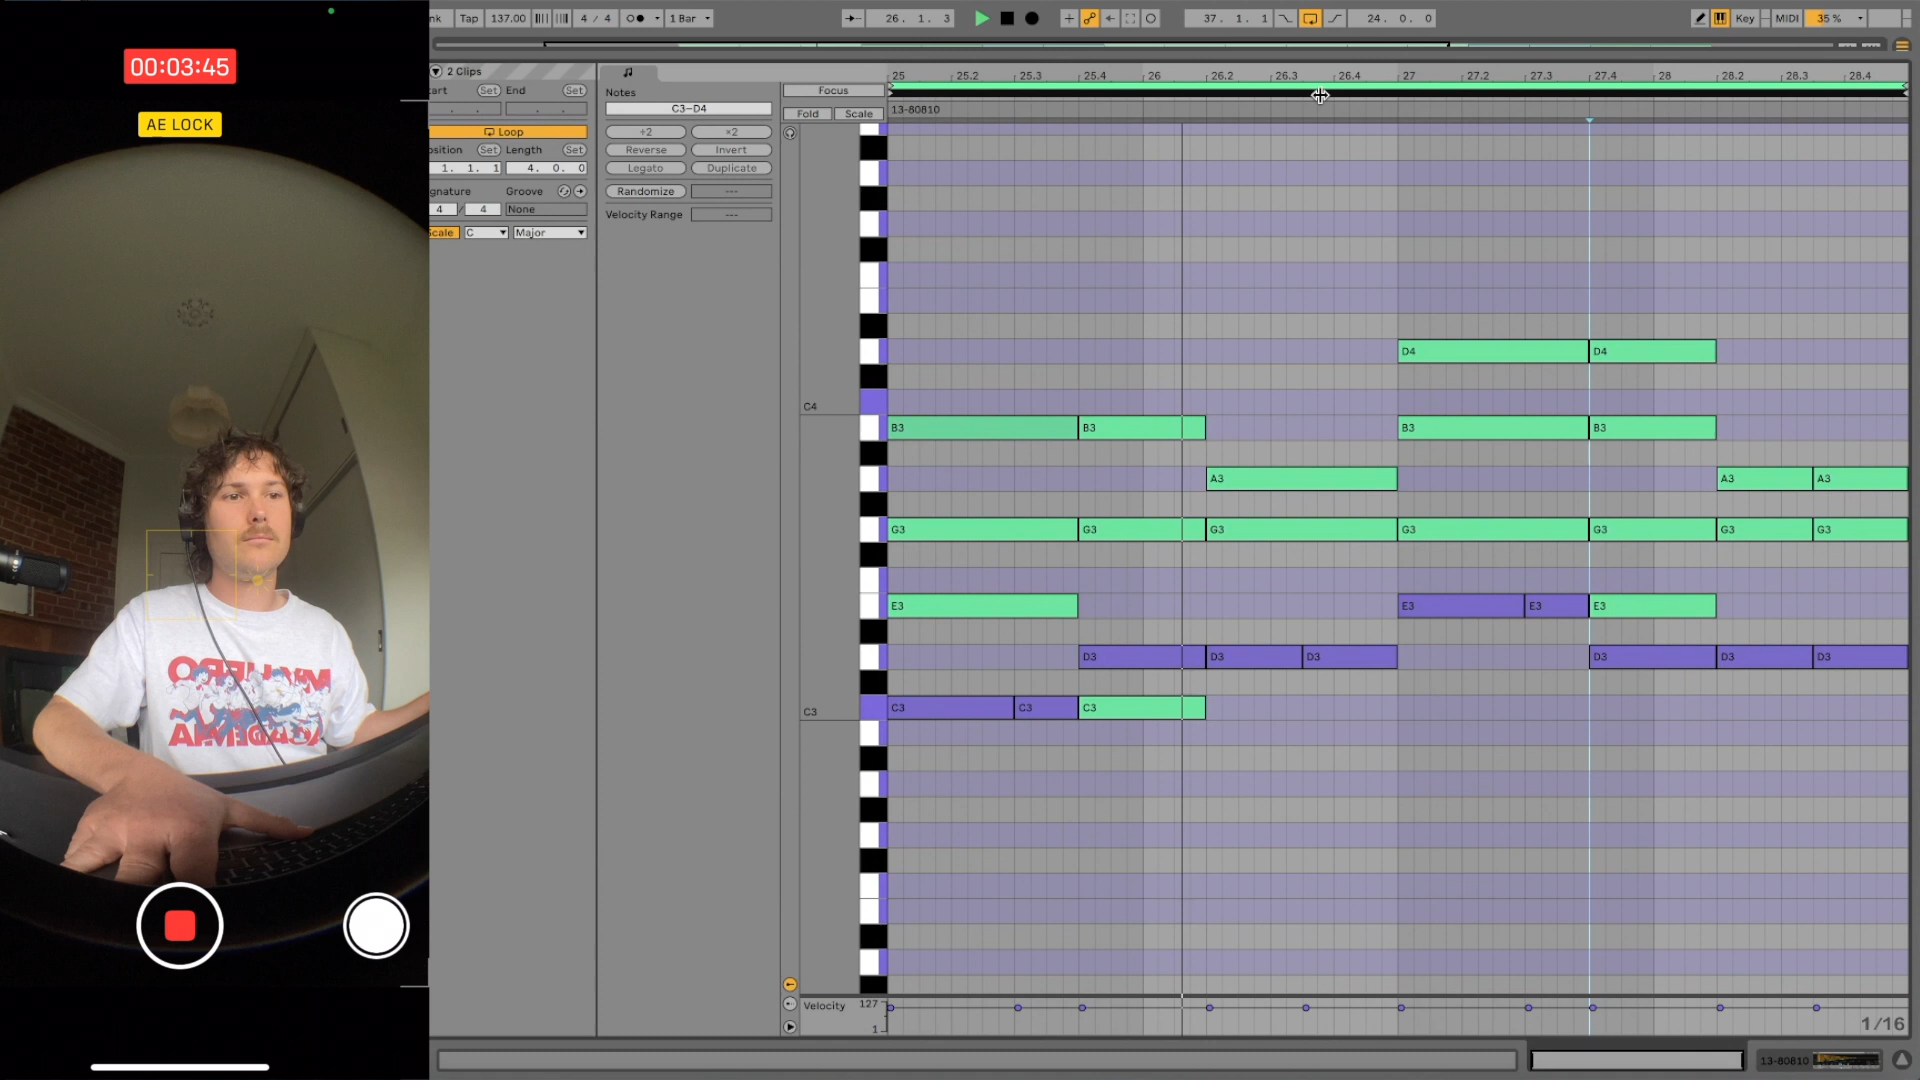 00:03:45
AE LOCK
nk Tap 137.00 4 / 4 1 Bar 26. 1. 3 37. 1. 1 24. 0. 0 Key MIDI 35 %
2 Clips
tart Set End Set
Loop
osition Set Length Set
1. 1. 1 4. 0. 0
gnature Groove
4 / 4 None
Scale C Major
Notes
C3–D4
÷2 ×2
Reverse Invert
Legato Duplicate
Randomize ---
Velocity Range ---
Focus
Fold Scale
25 25.2 25.3 25.4 26 26.2 26.3 26.4 27 27.2 27.3 27.4 28 28.2 28.3 28.4
13-80810
D4 D4
C4
B3 B3 B3 B3
A3 A3 A3
G3 G3 G3 G3 G3 G3 G3
E3 E3 E3 E3
D3 D3 D3 D3 D3 D3
C3 C3 C3 C3
Velocity 127
1
1/16
13-80810